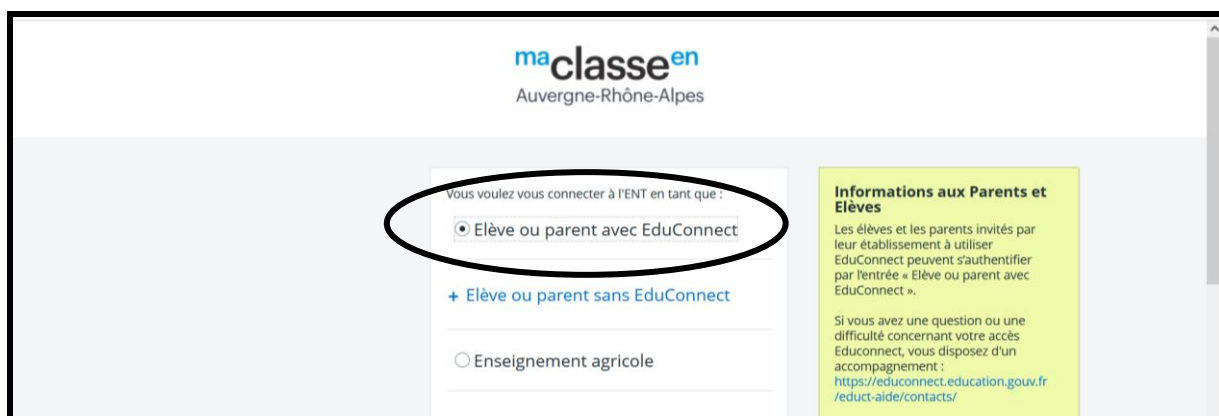 maclasseen
Auvergne-Rhône-Alpes
Vous voulez vous connecter à l'ENT en tant que :
Elève ou parent avec EduConnect
+ Elève ou parent sans EduConnect
Enseignement agricole
Informations aux Parents et
Elèves
Les élèves et les parents invités par
leur établissement à utiliser
EduConnect peuvent s'authentifier
par l'entrée « Elève ou parent avec
EduConnect ».
Si vous avez une question ou une
difficulté concernant votre accès
Educonnect, vous disposez d'un
accompagnement :
https://educonnect.education.gouv.fr
/educt-aide/contacts/